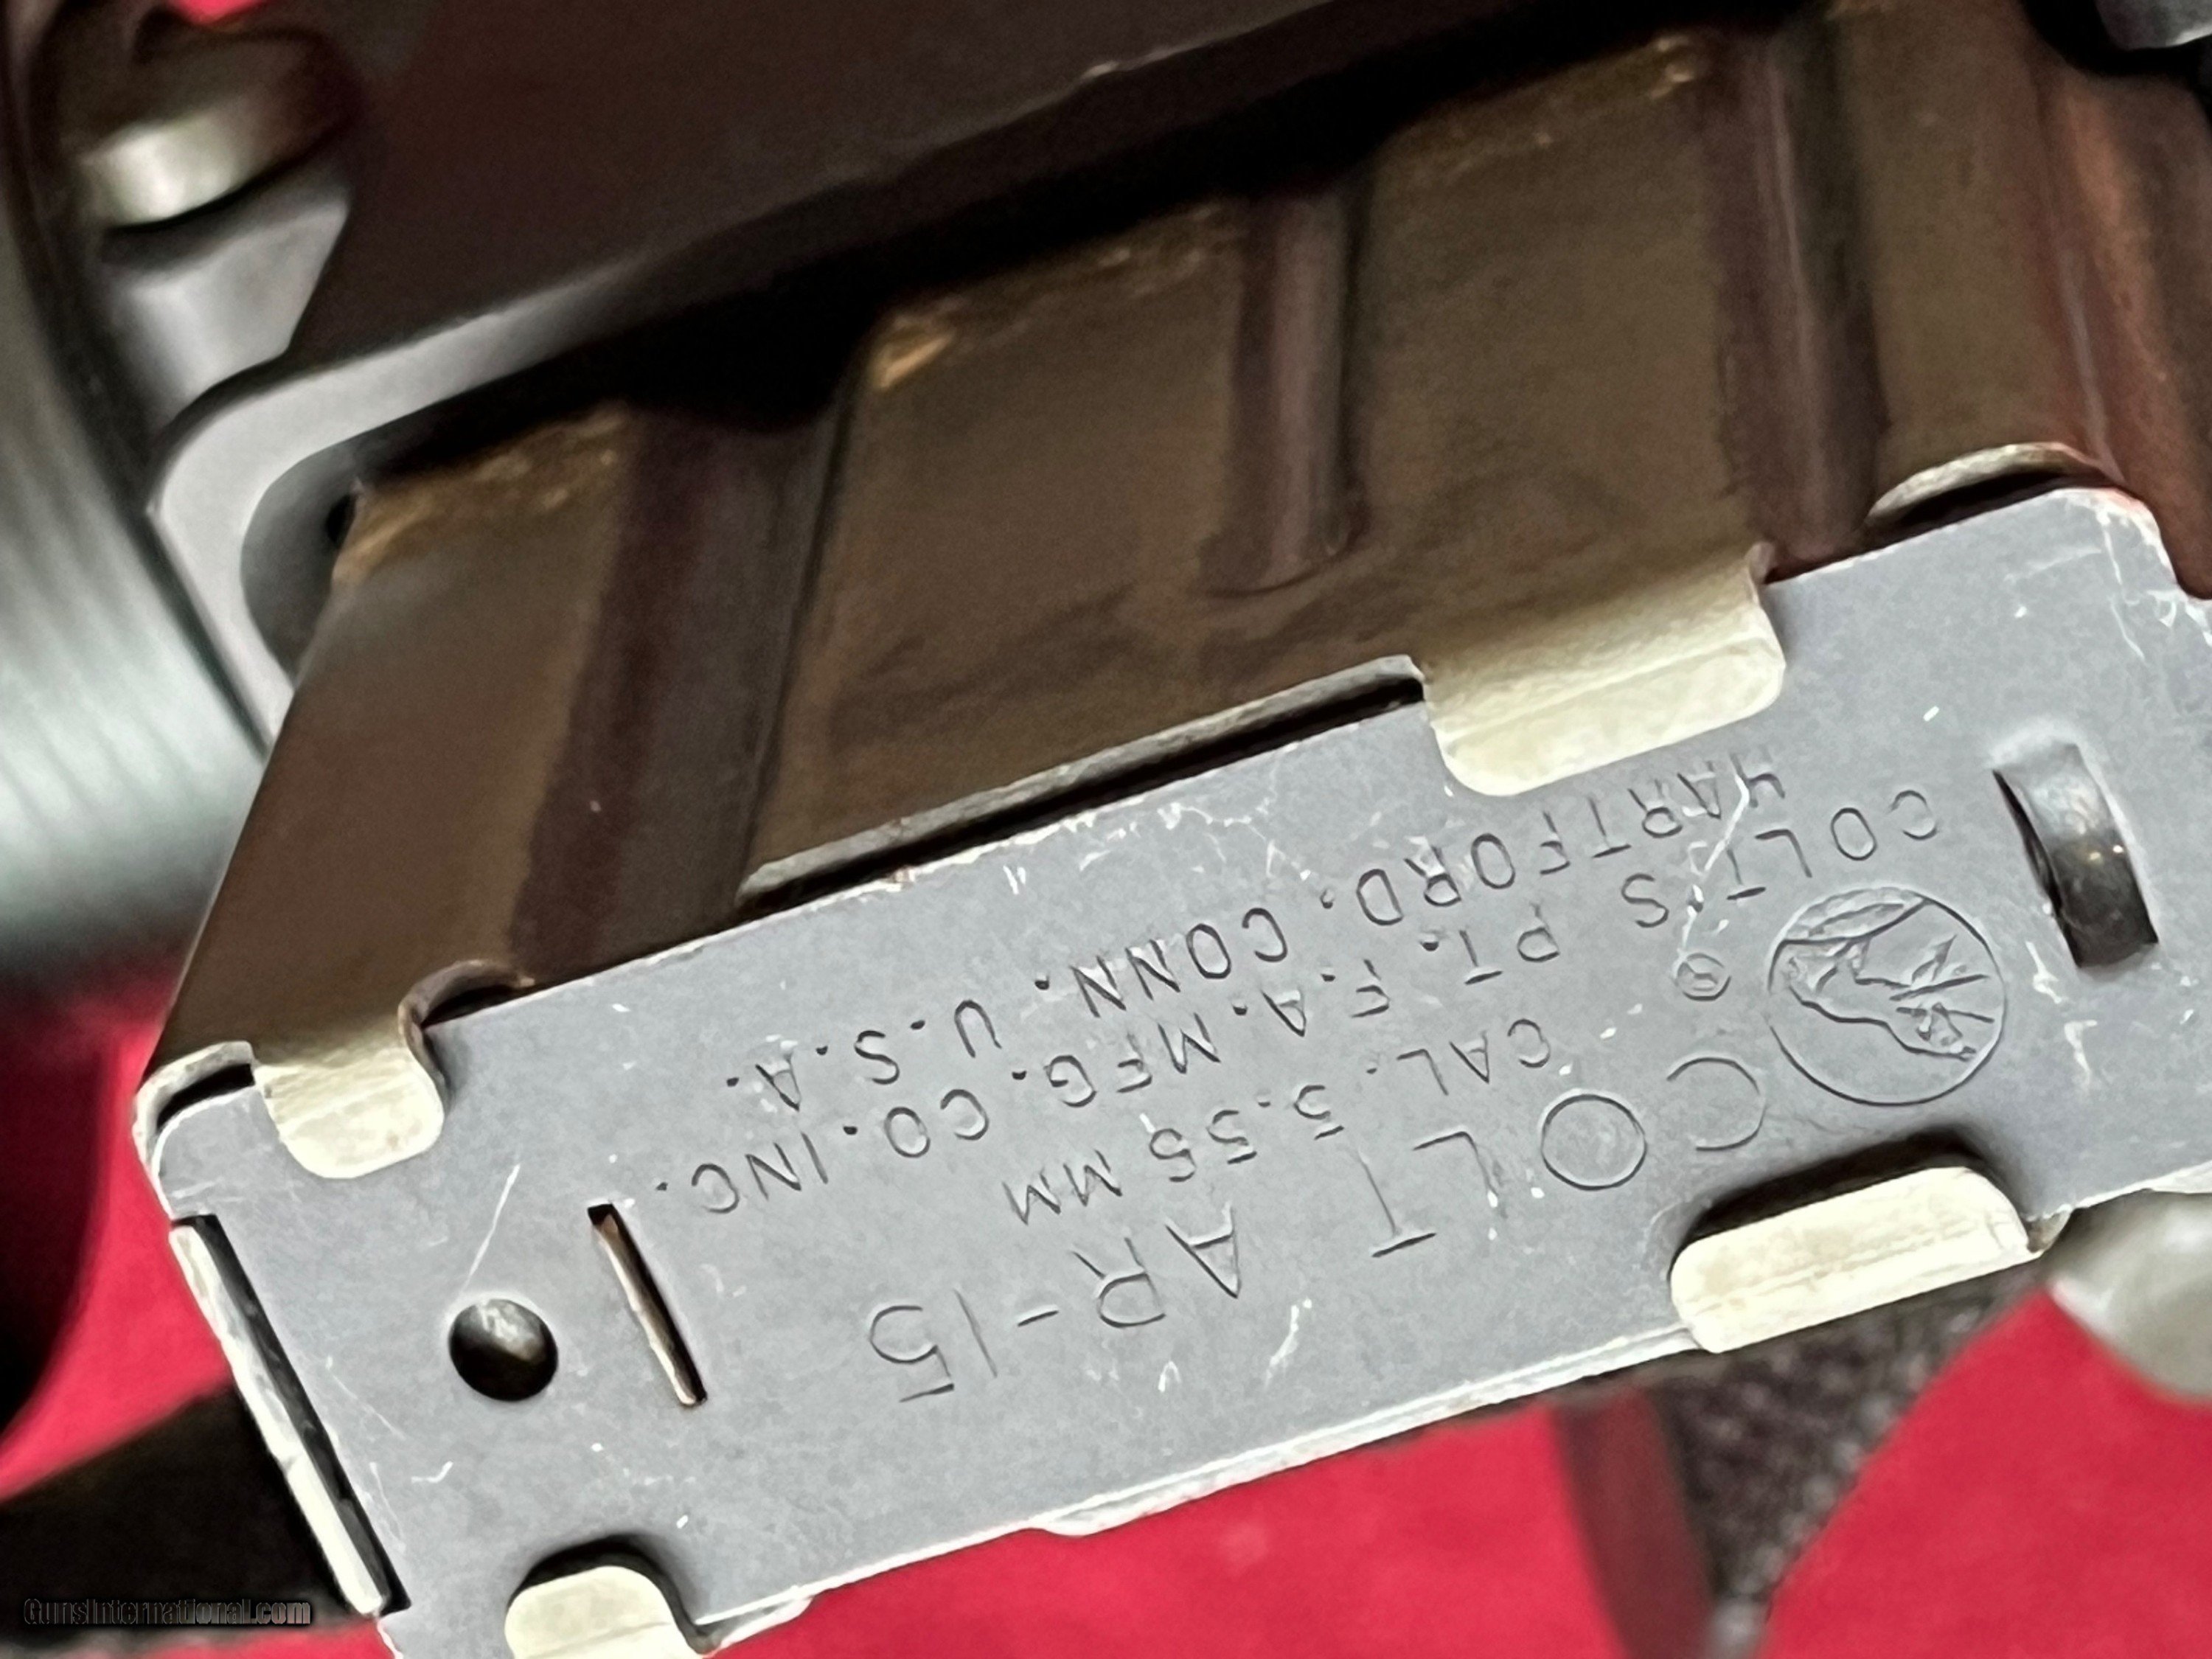 COLT AR-15
® CAL. 5.56 MM
COLT'S PT. F.A. MFG. CO. INC.
HARTFORD. CONN. U.S.A.
GunsInternational.com